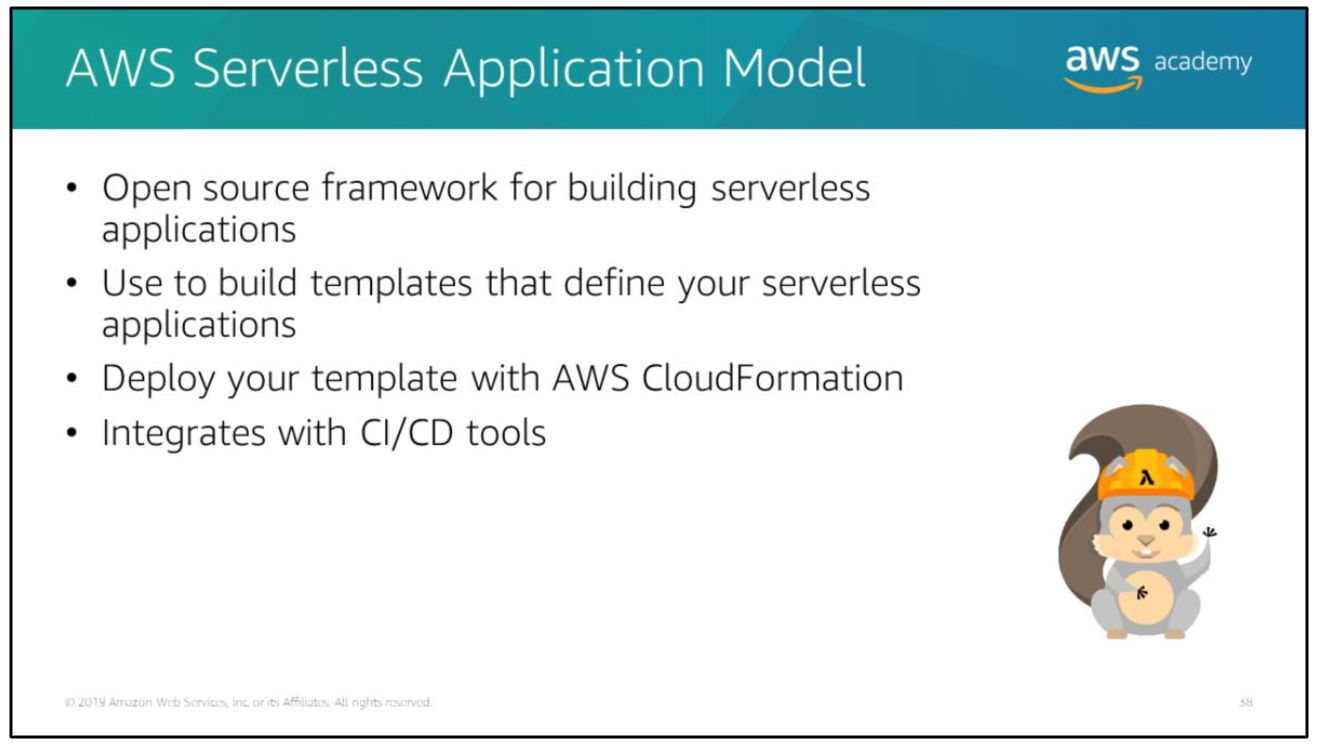 AWS Serverless Application Model
aws academy
• Open source framework for building serverless
applications
• Use to build templates that define your serverless
applications
• Deploy your template with AWS CloudFormation
• Integrates with CI/CD tools
λ
© 2019 Amazon Web Services, Inc. or its Affiliates. All rights reserved.
38